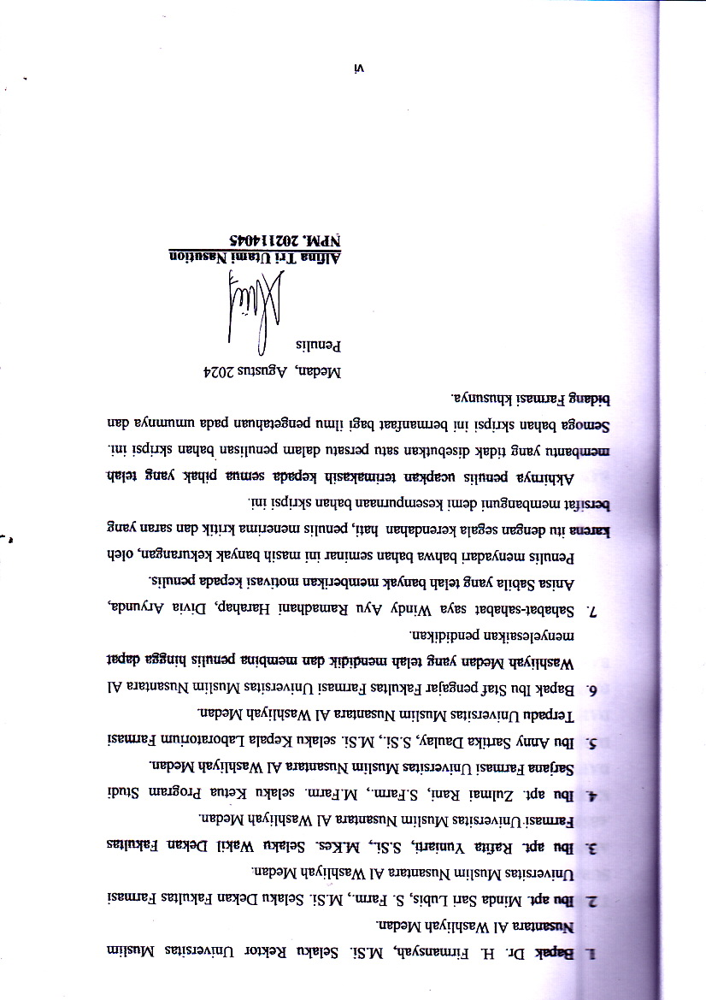 1. Bapak Dr. H. Firmansyah, M.Si. Selaku Rektor Universitas Muslim
Nusantara Al Washliyah Medan.
2. Ibu apt. Minda Sari Lubis, S. Farm., M.Si. Selaku Dekan Fakultas Farmasi
Universitas Muslim Nusantara Al Washliyah Medan.
3. Ibu apt. Rafita Yuniarti, S.Si., M.Kes. Selaku Wakil Dekan Fakultas
Farmasi Universitas Muslim Nusantara Al Washliyah Medan.
4. Ibu apt. Zulmai Rani, S.Farm., M.Farm. selaku Ketua Program Studi
Sarjana Farmasi Universitas Muslim Nusantara Al Washliyah Medan.
5. Ibu Anny Sartika Daulay, S.Si., M.Si. selaku Kepala Laboratorium Farmasi
Terpadu Universitas Muslim Nusantara Al Washliyah Medan.
6. Bapak Ibu Staf pengajar Fakultas Farmasi Universitas Muslim Nusantara Al
Washliyah Medan yang telah mendidik dan membina penulis hingga dapat
menyelesaikan pendidikan.
7. Sahabat-sahabat saya Windy Ayu Ramadhani Harahap, Divia Aryunda,
Anisa Sabila yang telah banyak memberikan motivasi kepada penulis.
Penulis menyadari bahwa bahan seminar ini masih banyak kekurangan, oleh
karena itu dengan segala kerendahan hati, penulis menerima kritik dan saran yang
bersifat membanguni demi kesempurnaan bahan skripsi ini.
Akhirnya penulis ucapkan terimakasih kepada semua pihak yang telah
membantu yang tidak disebutkan satu persatu dalam penulisan bahan skripsi ini.
Semoga bahan skripsi ini bermanfaat bagi ilmu pengetahuan pada umumnya dan
bidang Farmasi khusunya.
Medan, Agustus 2024
Penulis
Alfina Tri Utami Nasution
NPM. 202114045
vi